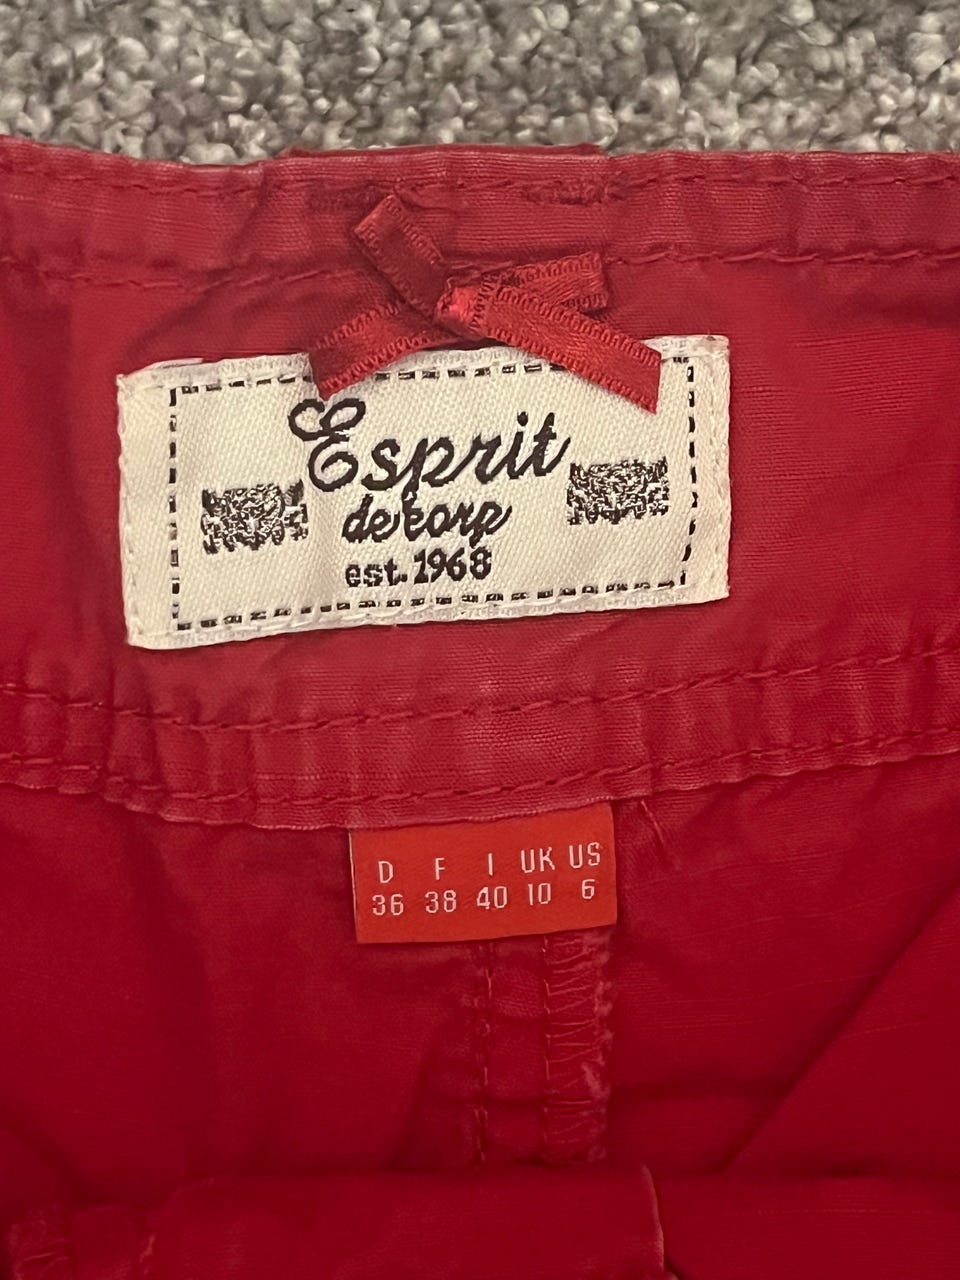 Esprit
de corp
est. 1968
D F I UK US
36 38 40 10 6